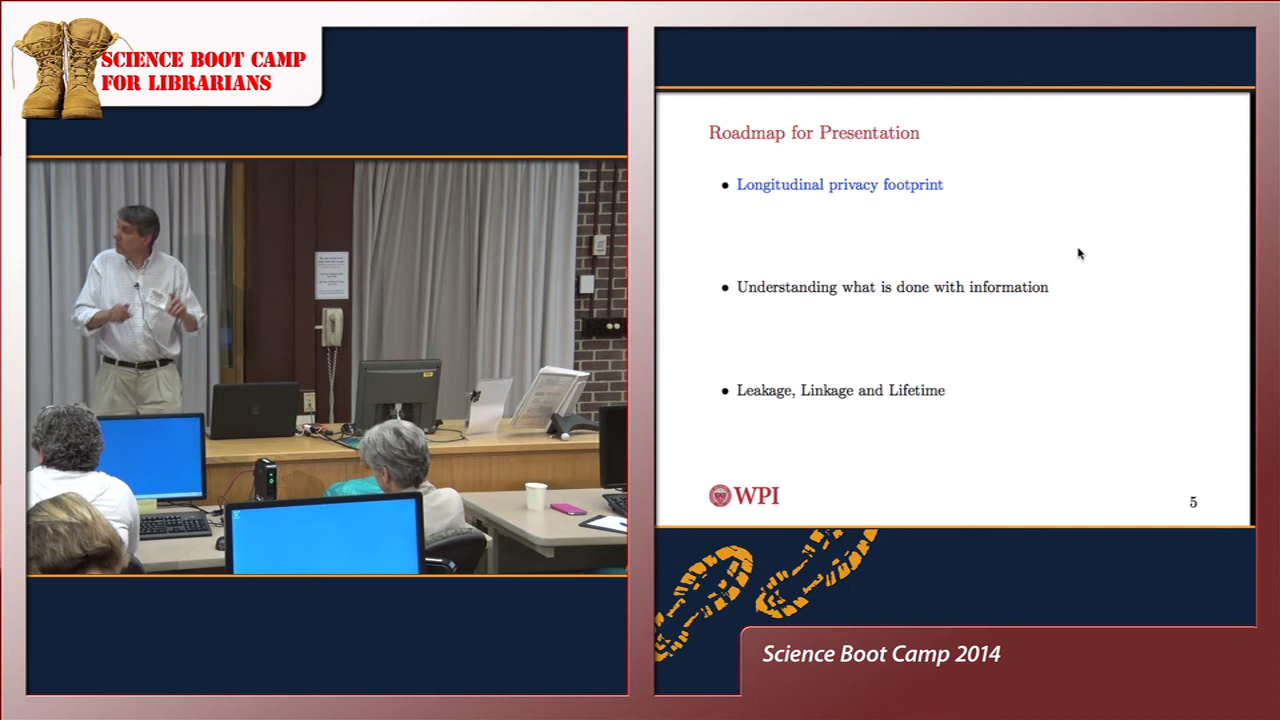 SCIENCE BOOT CAMP
FOR LIBRARIANS
Roadmap for Presentation
• Longitudinal privacy footprint
• Understanding what is done with information
• Leakage, Linkage and Lifetime
WPI
5
Science Boot Camp 2014